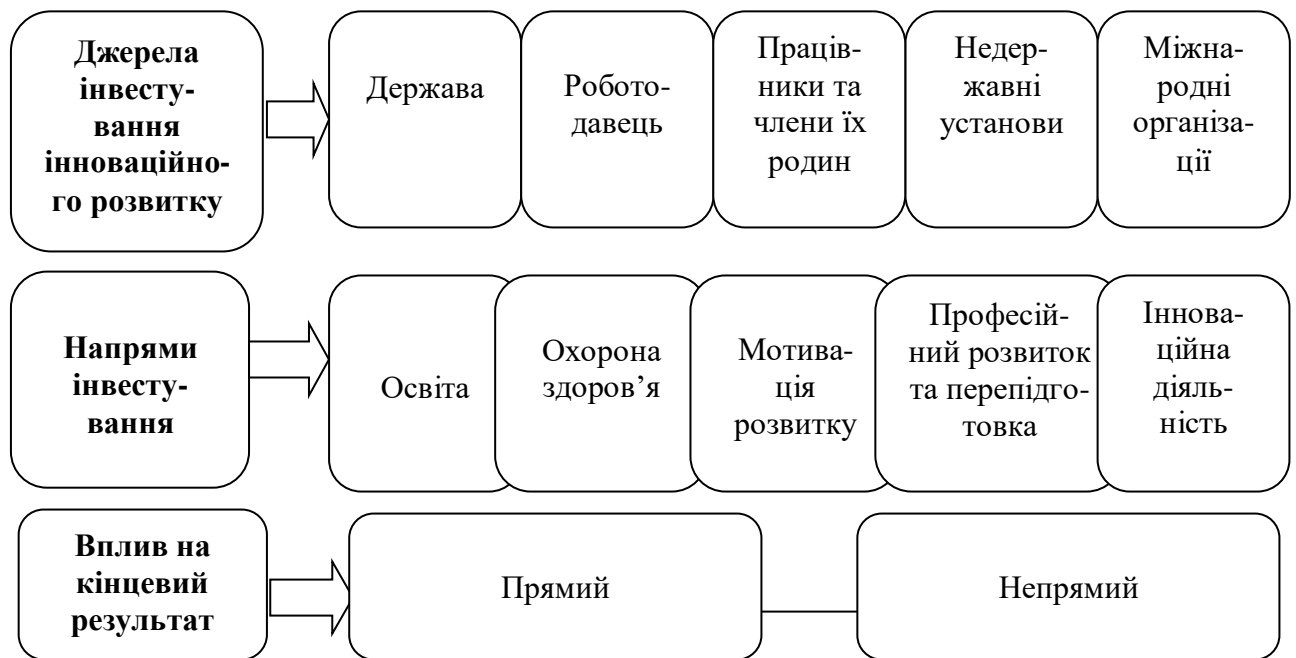 Джерела
інвесту-
вання
інноваційно-
го розвитку
Держава
Робото-
давець
Праців-
ники та
члени їх
родин
Недер-
жавні
установи
Міжна-
родні
організа-
ції
Напрями
інвесту-
вання
Освіта
Охорона
здоров’я
Мотива-
ція
розвитку
Професій-
ний розвиток
та перепідго-
товка
Іннова-
ційна
діяль-
ність
Вплив на
кінцевий
результат
Прямий
Непрямий